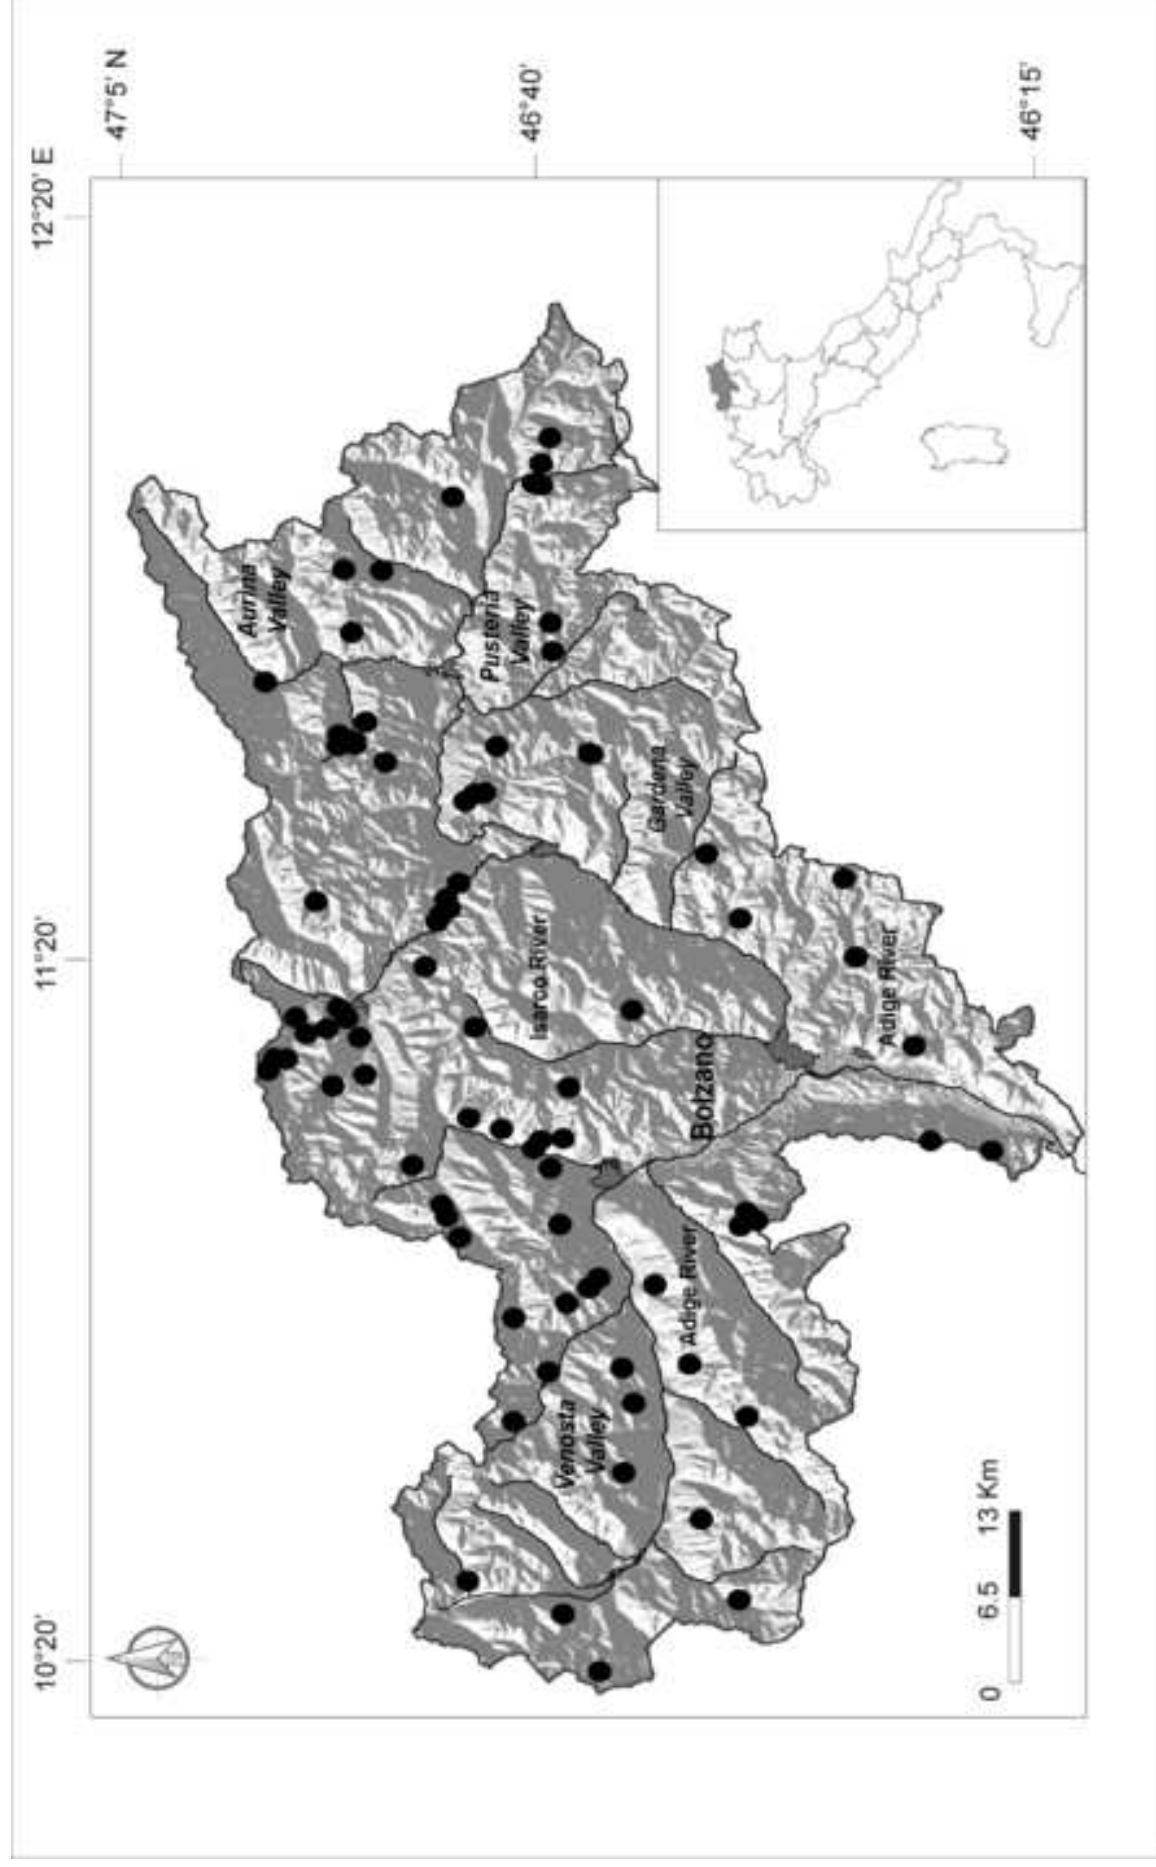 10°20'
11°20'
12°20' E
47°5' N
46°40'
46°15'
Aurina
Valley
Pusteria
Valley
Gardena
Valley
Isarco River
Venosta
Valley
Bolzano
Adige River
Adige River
0 6.5 13 Km